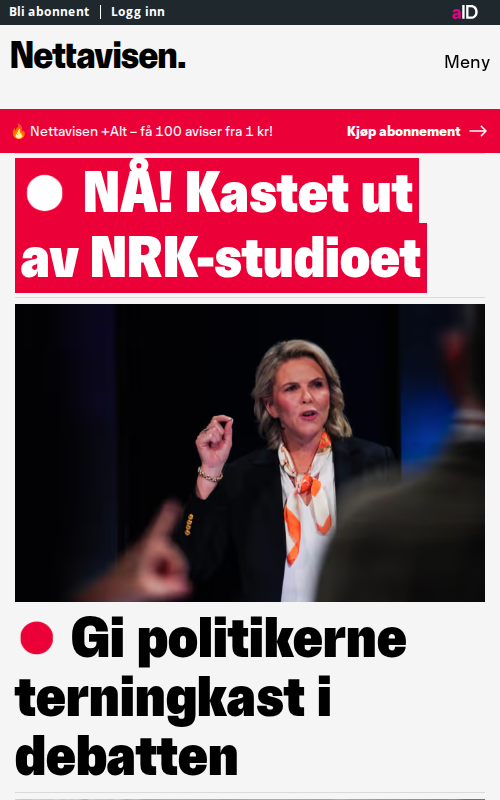 Bli abonnent | Logg inn
aID
Nettavisen.
Meny
🔥 Nettavisen +Alt – få 100 aviser fra 1 kr!
Kjøp abonnement →
NÅ! Kastet ut
av NRK-studioet
Gi politikerne
terningkast i
debatten